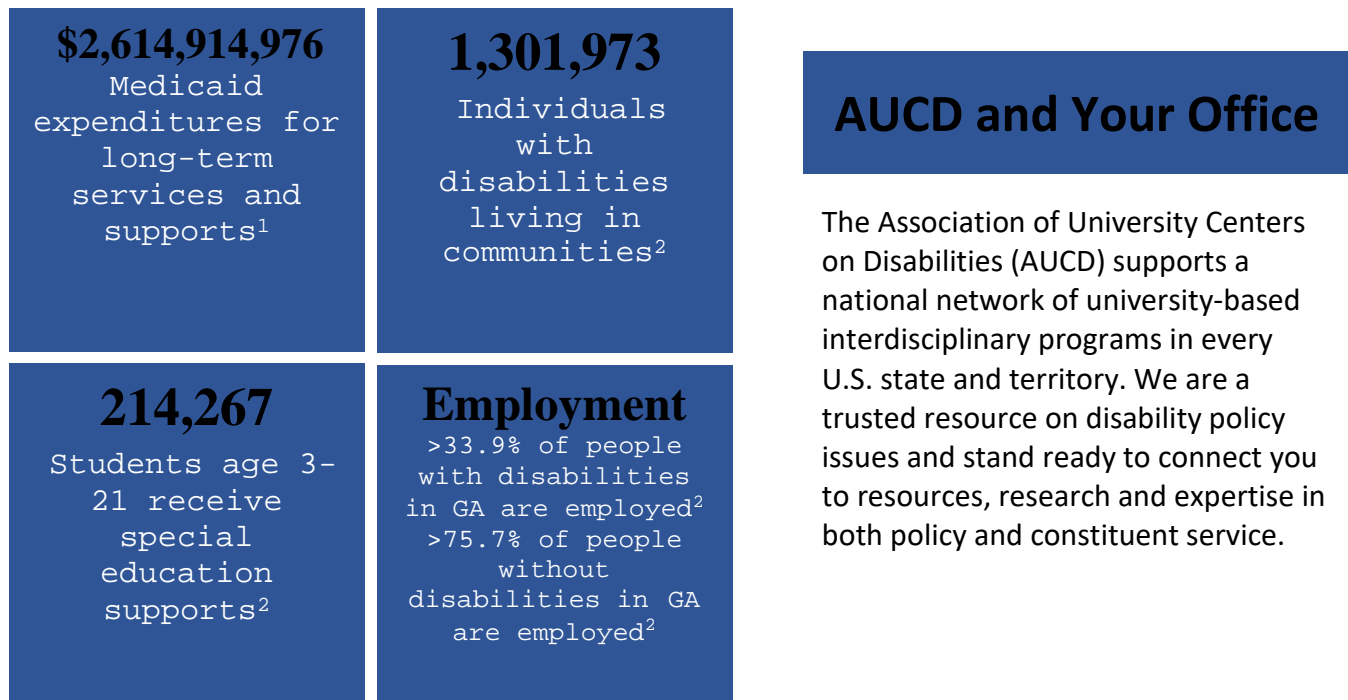 $2,614,914,976
Medicaid
expenditures for
long-term
services and
supports¹
1,301,973
Individuals
with
disabilities
living in
communities²
214,267
Students age 3-
21 receive
special
education
supports²
Employment
>33.9% of people
with disabilities
in GA are employed²
>75.7% of people
without
disabilities in GA
are employed²
AUCD and Your Office
The Association of University Centers
on Disabilities (AUCD) supports a
national network of university-based
interdisciplinary programs in every
U.S. state and territory. We are a
trusted resource on disability policy
issues and stand ready to connect you
to resources, research and expertise in
both policy and constituent service.